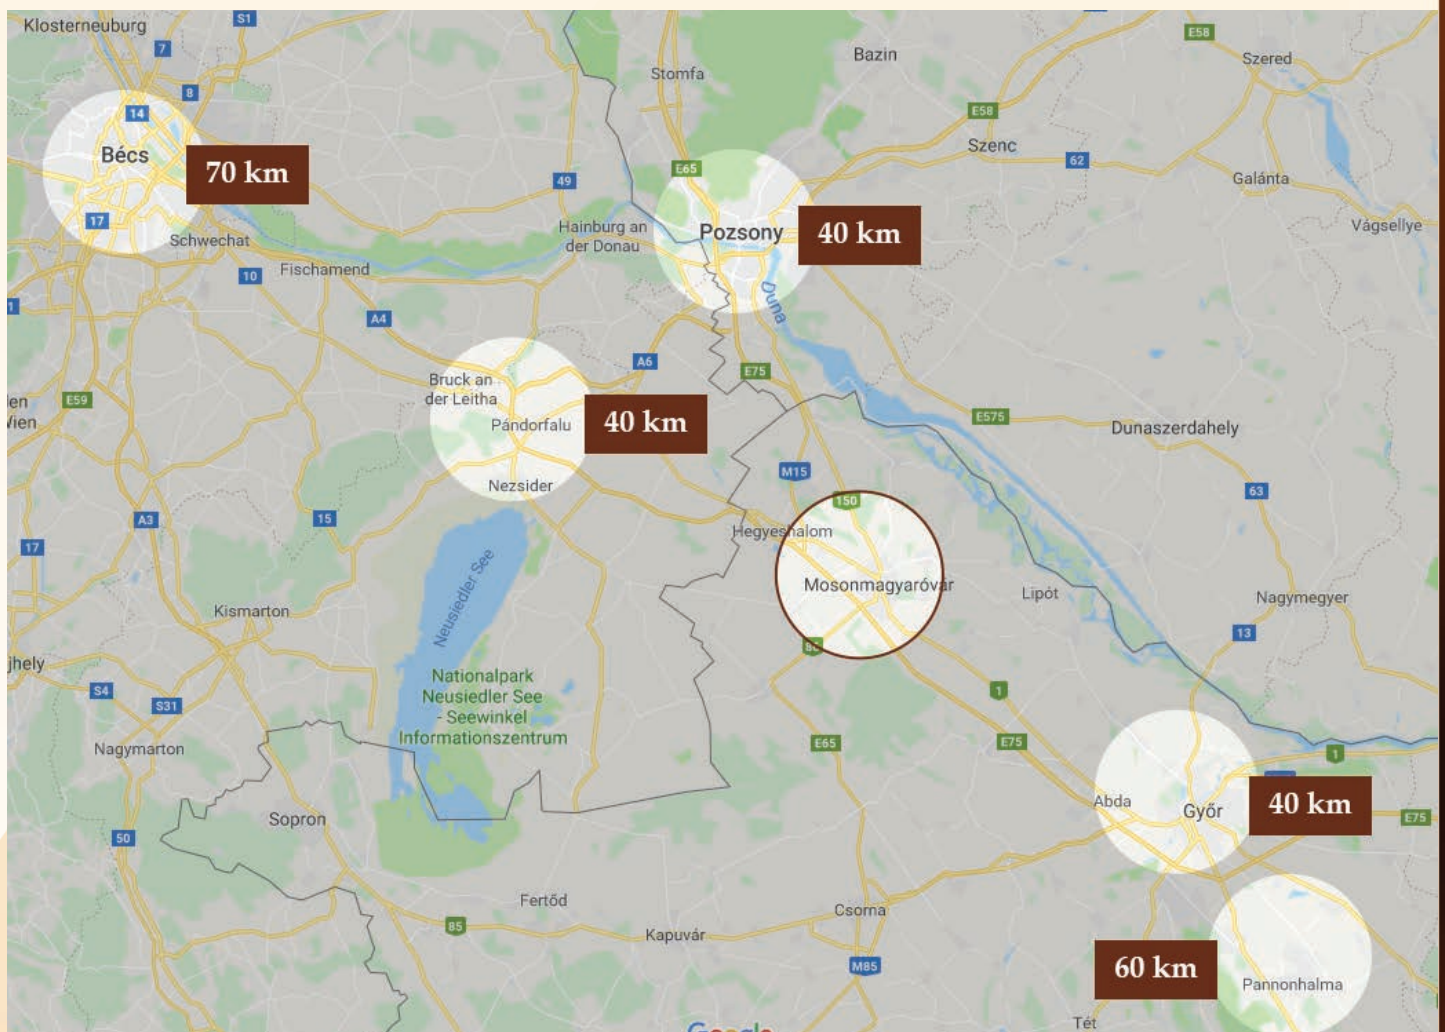 Klosterneuburg
S1
7
8
14
Bécs
70 km
17
Schwechat
Fischamend
10
A4
49
Hainburg an
der Donau
Stomfa
Bazin
E58
Szered
E58
Szenc
62
Galánta
Vágsellye
E65
Pozsony
40 km
Duna
A6
E75
Bruck an
der Leitha
Pándorfalu
40 km
Nezsider
E59
E575
Dunaszerdahely
63
M15
150
Hegyeshalom
Mosonmagyaróvár
Lipót
Nagymegyer
13
A3
15
17
Kismarton
Neusiedler See
Nationalpark
Neusiedler See
- Seewinkel
Informationszentrum
S4
S31
Nagymarton
50
Sopron
Fertőd
85
Kapuvár
Csorna
M85
E65
1
E75
1
Abda
Győr
40 km
E75
60 km
Pannonhalma
Tét